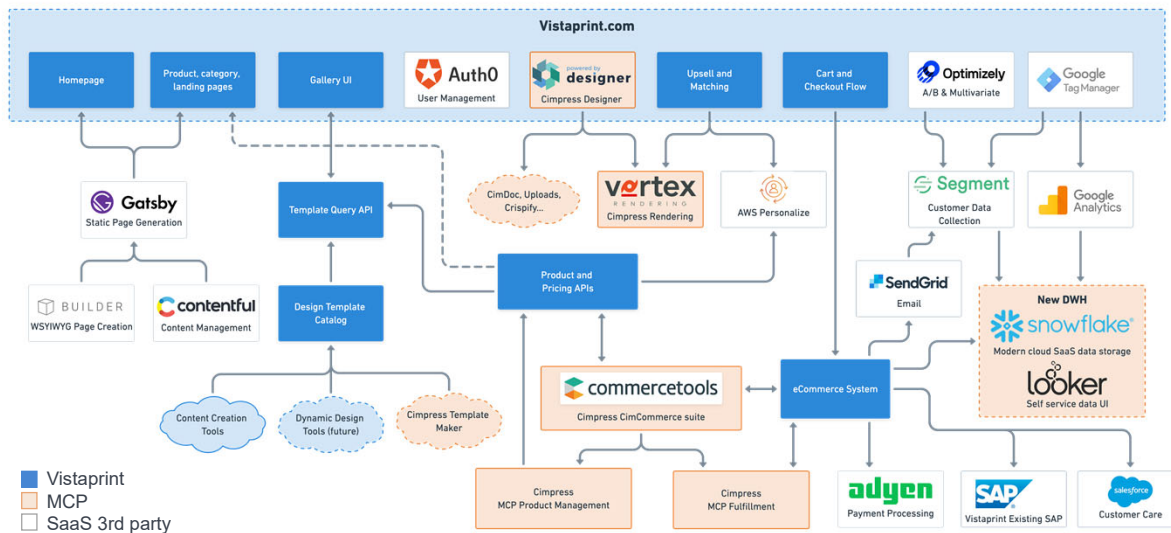 Vistaprint.com
Homepage
Product, category,
landing pages
Gallery UI
Auth0
User Management
powered by
designer
Cimpress Designer
Upsell and
Matching
Cart and
Checkout Flow
Optimizely
A/B & Multivariate
Google
Tag Manager
Gatsby
Static Page Generation
Template Query API
CimDoc, Uploads,
Crispify...
vertex
RENDERING
Cimpress Rendering
AWS Personalize
Segment
Customer Data
Collection
Google
Analytics
BUILDER
WSYIWYG Page Creation
contentful
Content Management
Design Template
Catalog
Product and
Pricing APIs
SendGrid
Email
New DWH
snowflake®
Modern cloud SaaS data storage
looker
Self service data UI
Content Creation
Tools
Dynamic Design
Tools (future)
Cimpress Template
Maker
commercetools
Cimpress CimCommerce suite
eCommerce System
Cimpress
MCP Product Management
Cimpress
MCP Fulfillment
adyen
Payment Processing
SAP
Vistaprint Existing SAP
salesforce
Customer Care
Vistaprint
MCP
SaaS 3rd party